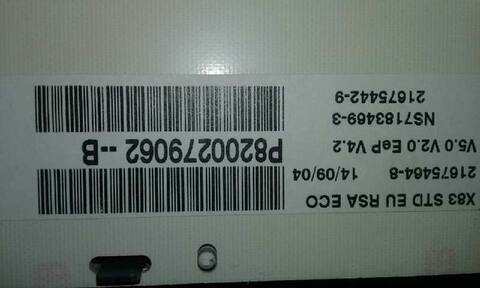 X83 STD EU RSA ECO
21675464-8 14/09/04
V5.0 V2.0 EeP V4.2
NS7183469-3
21675442-9
P8200279062 --B